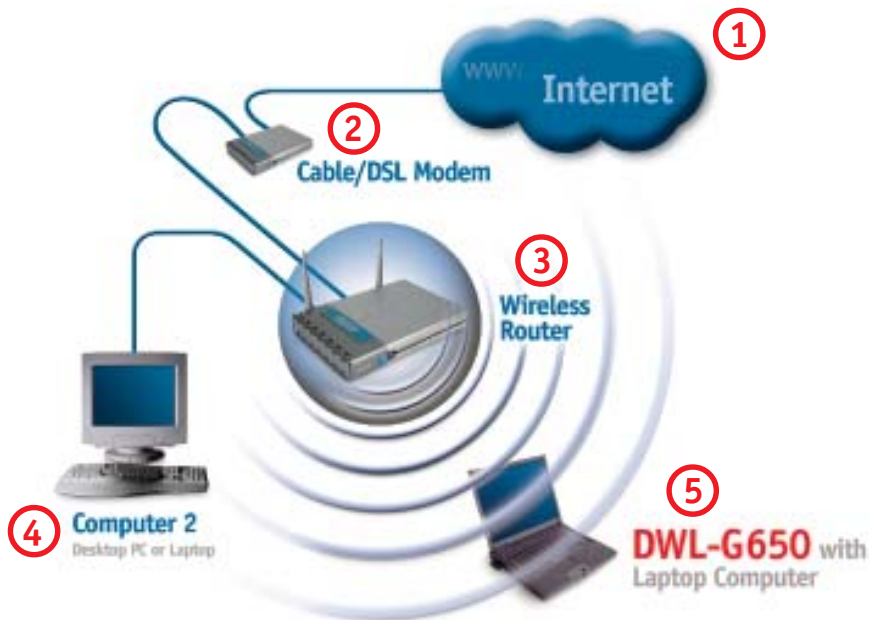 1
www.
Internet
2
Cable/DSL Modem
3
Wireless
Router
4
Computer 2
Desktop PC or Laptop
5
DWL-G650 with
Laptop Computer